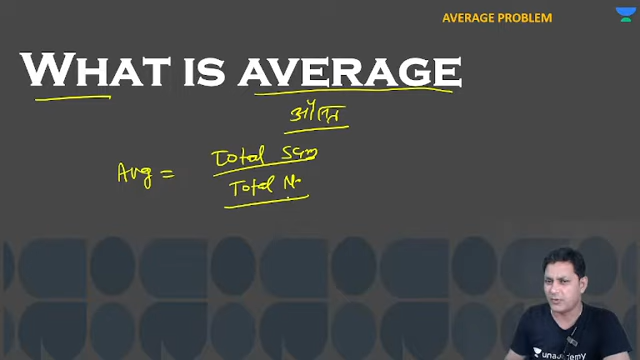 AVERAGE PROBLEM
WHAT IS AVERAGE
औसत
Avg = Total Sum
Total No
unacademy